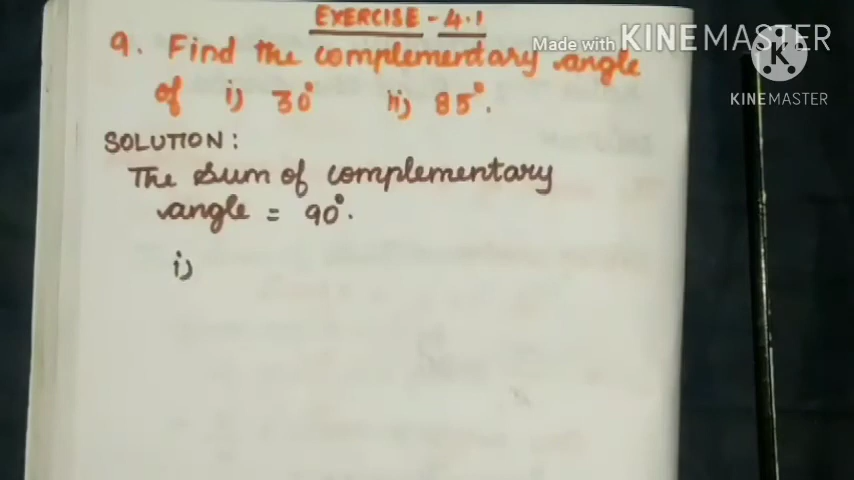 EXERCISE - 4.1
Made with KINEMASTER
9. Find the complementary angle
of i) 30° ii) 85°.
K
KINEMASTER
SOLUTION:
The sum of complementary
angle = 90°.
i)